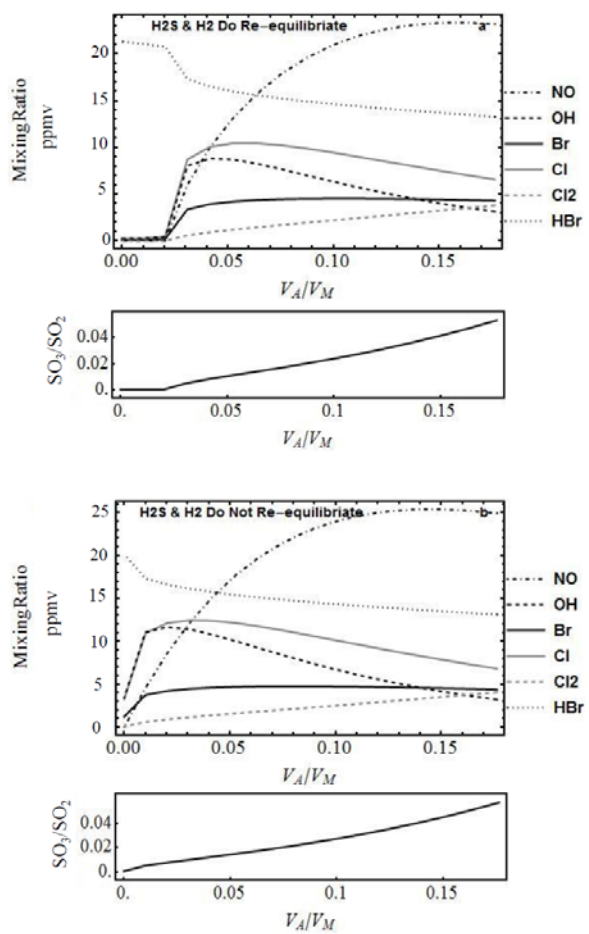 H2S & H2 Do Re-equilibriate a
20
15
10
5
0
Mixing Ratio
ppmv
0.00 0.05 0.10 0.15
V_A/V_M
NO
OH
Br
Cl
Cl2
HBr
SO3/SO2
0.04
0.02
0.
0. 0.05 0.1 0.15
V_A/V_M
H2S & H2 Do Not Re-equilibriate b
25
20
15
10
5
0
Mixing Ratio
ppmv
0.00 0.05 0.10 0.15
V_A/V_M
NO
OH
Br
Cl
Cl2
HBr
SO3/SO2
0.04
0.02
0.
0. 0.05 0.1 0.15
V_A/V_M